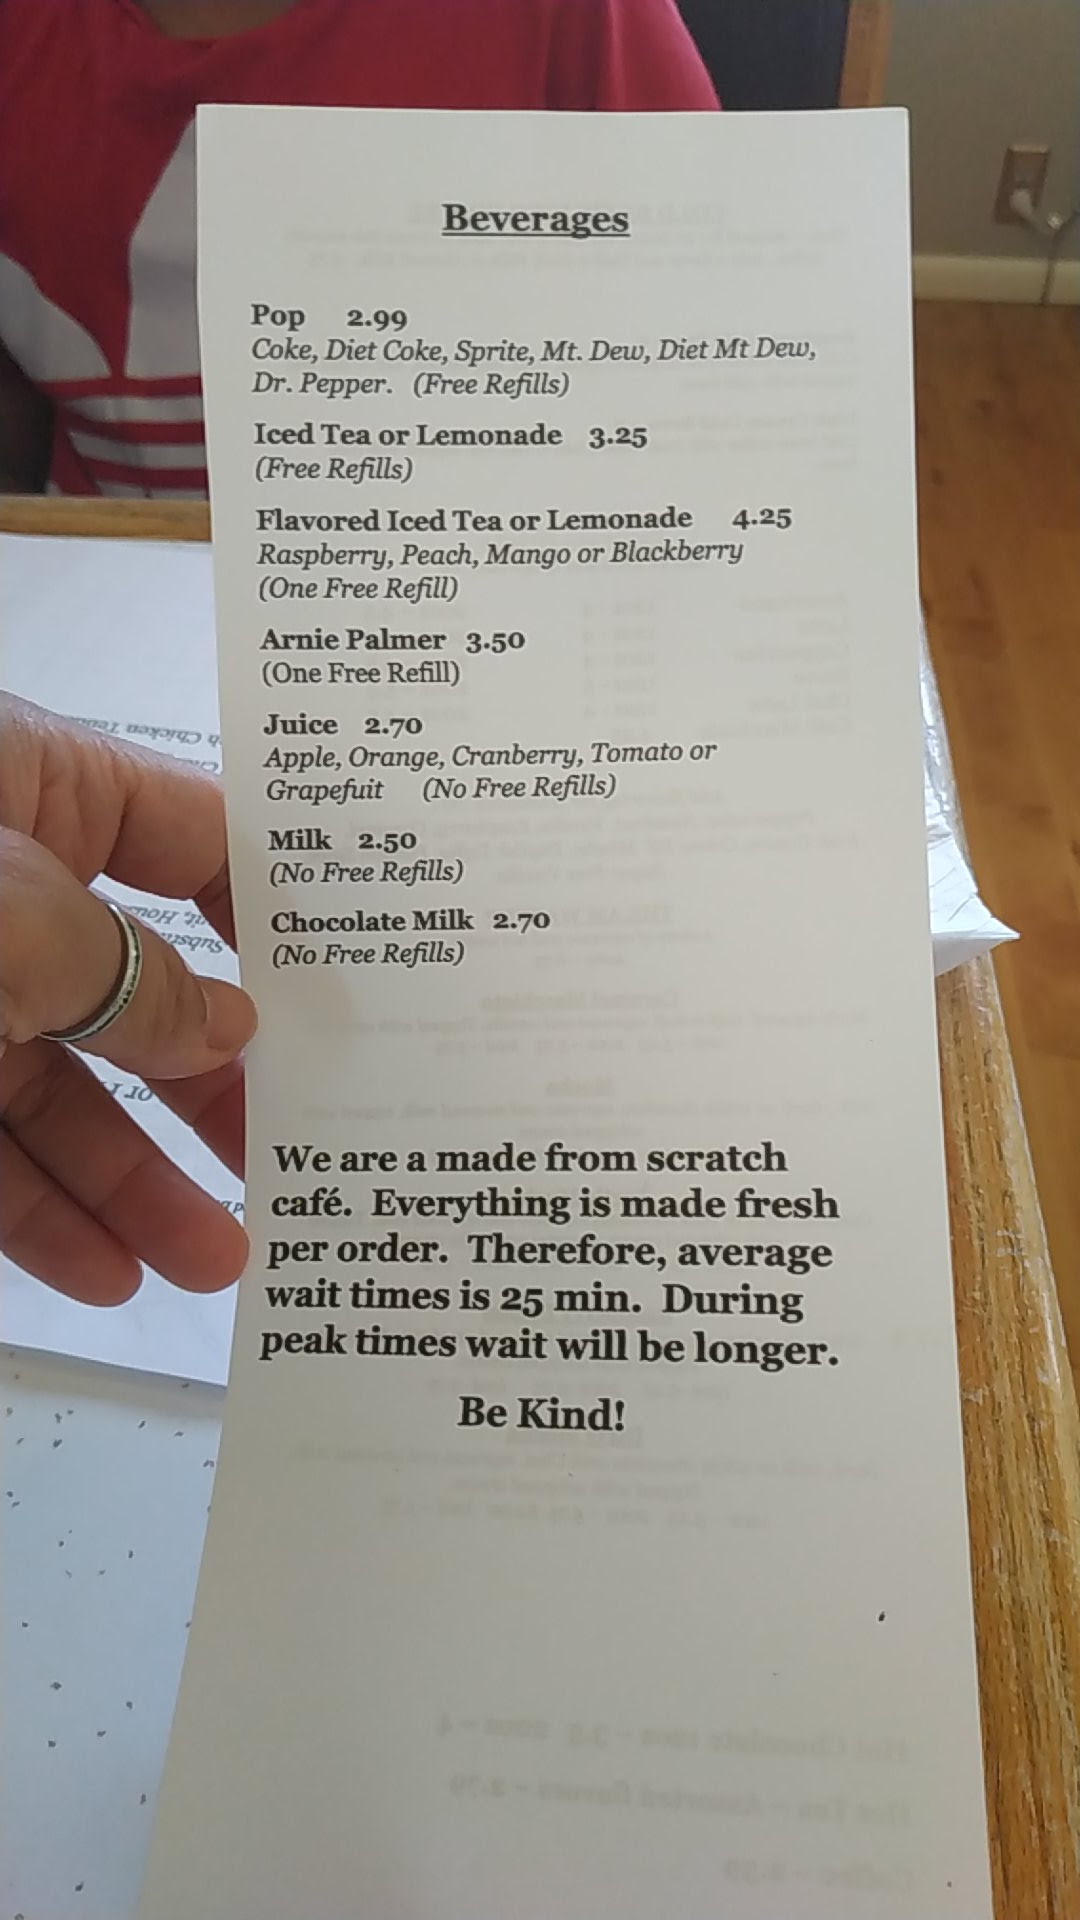 Beverages
Pop 2.99
Coke, Diet Coke, Sprite, Mt. Dew, Diet Mt Dew,
Dr. Pepper. (Free Refills)
Iced Tea or Lemonade 3.25
(Free Refills)
Flavored Iced Tea or Lemonade 4.25
Raspberry, Peach, Mango or Blackberry
(One Free Refill)
Arnie Palmer 3.50
(One Free Refill)
Juice 2.70
Apple, Orange, Cranberry, Tomato or
Grapefuit (No Free Refills)
Milk 2.50
(No Free Refills)
Chocolate Milk 2.70
(No Free Refills)
We are a made from scratch
café. Everything is made fresh
per order. Therefore, average
wait times is 25 min. During
peak times wait will be longer.
Be Kind!